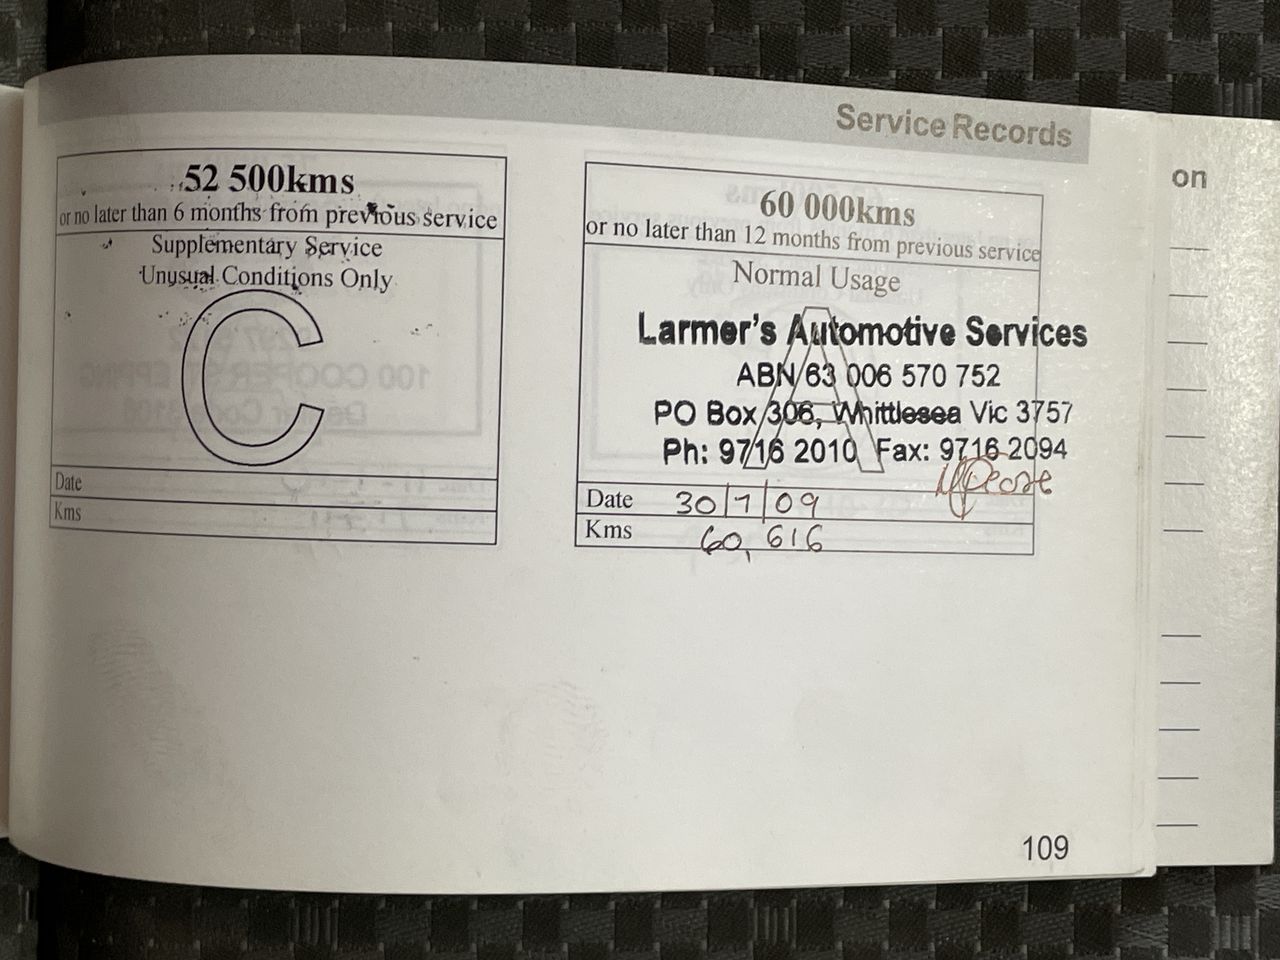 Service Records
52 500kms
or no later than 6 months from previous service
Supplementary Service
Unusual Conditions Only
C
Date
Kms
60 000kms
or no later than 12 months from previous service
Normal Usage
A
Larmer's Automotive Services
ABN 63 006 570 752
PO Box 306, Whittlesea Vic 3757
Ph: 9716 2010 Fax: 9716 2094
Date 30/7/09
Kms 60,616
109
on